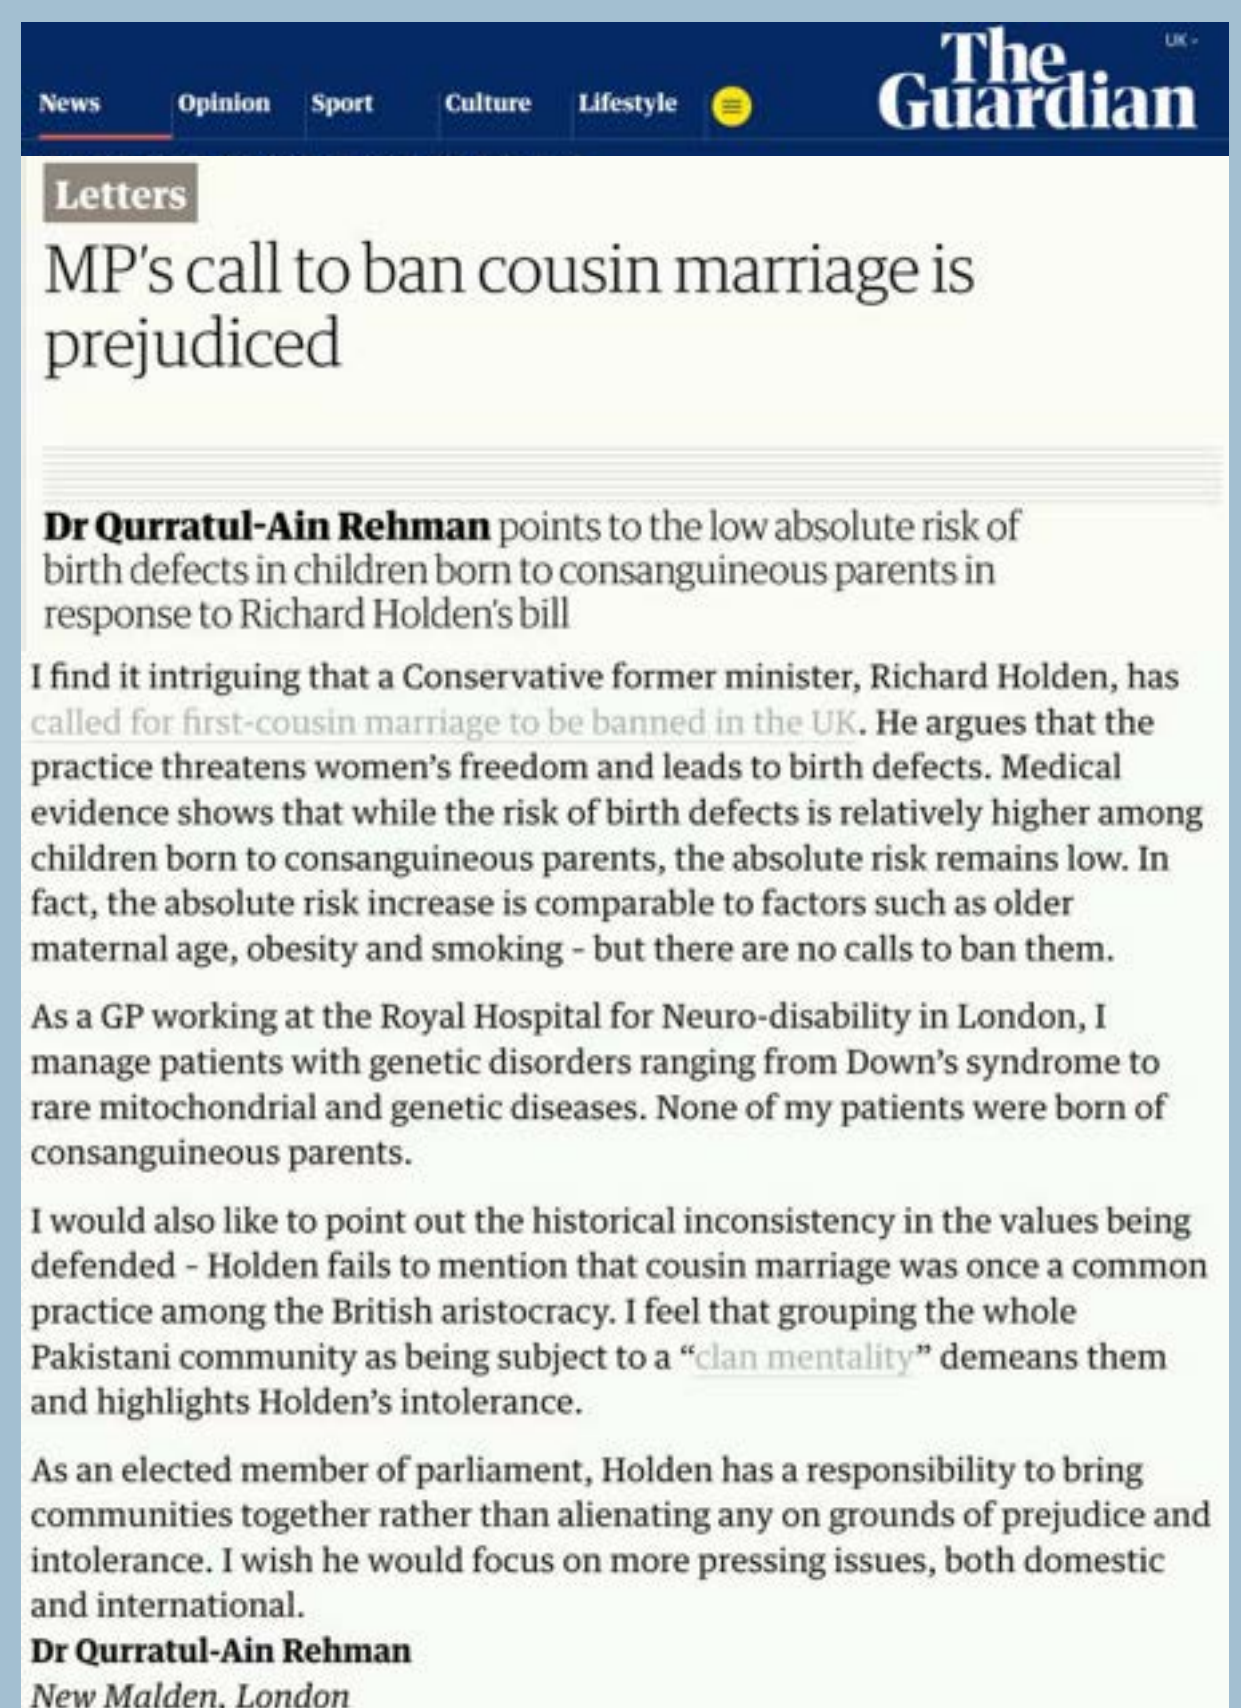 UK
The
Guardian
News Opinion Sport Culture Lifestyle
Letters
MP's call to ban cousin marriage is
prejudiced
Dr Qurratul-Ain Rehman points to the low absolute risk of
birth defects in children born to consanguineous parents in
response to Richard Holden's bill
I find it intriguing that a Conservative former minister, Richard Holden, has
called for first-cousin marriage to be banned in the UK. He argues that the
practice threatens women's freedom and leads to birth defects. Medical
evidence shows that while the risk of birth defects is relatively higher among
children born to consanguineous parents, the absolute risk remains low. In
fact, the absolute risk increase is comparable to factors such as older
maternal age, obesity and smoking – but there are no calls to ban them.
As a GP working at the Royal Hospital for Neuro-disability in London, I
manage patients with genetic disorders ranging from Down's syndrome to
rare mitochondrial and genetic diseases. None of my patients were born of
consanguineous parents.
I would also like to point out the historical inconsistency in the values being
defended – Holden fails to mention that cousin marriage was once a common
practice among the British aristocracy. I feel that grouping the whole
Pakistani community as being subject to a “clan mentality” demeans them
and highlights Holden's intolerance.
As an elected member of parliament, Holden has a responsibility to bring
communities together rather than alienating any on grounds of prejudice and
intolerance. I wish he would focus on more pressing issues, both domestic
and international.
Dr Qurratul-Ain Rehman
New Malden, London